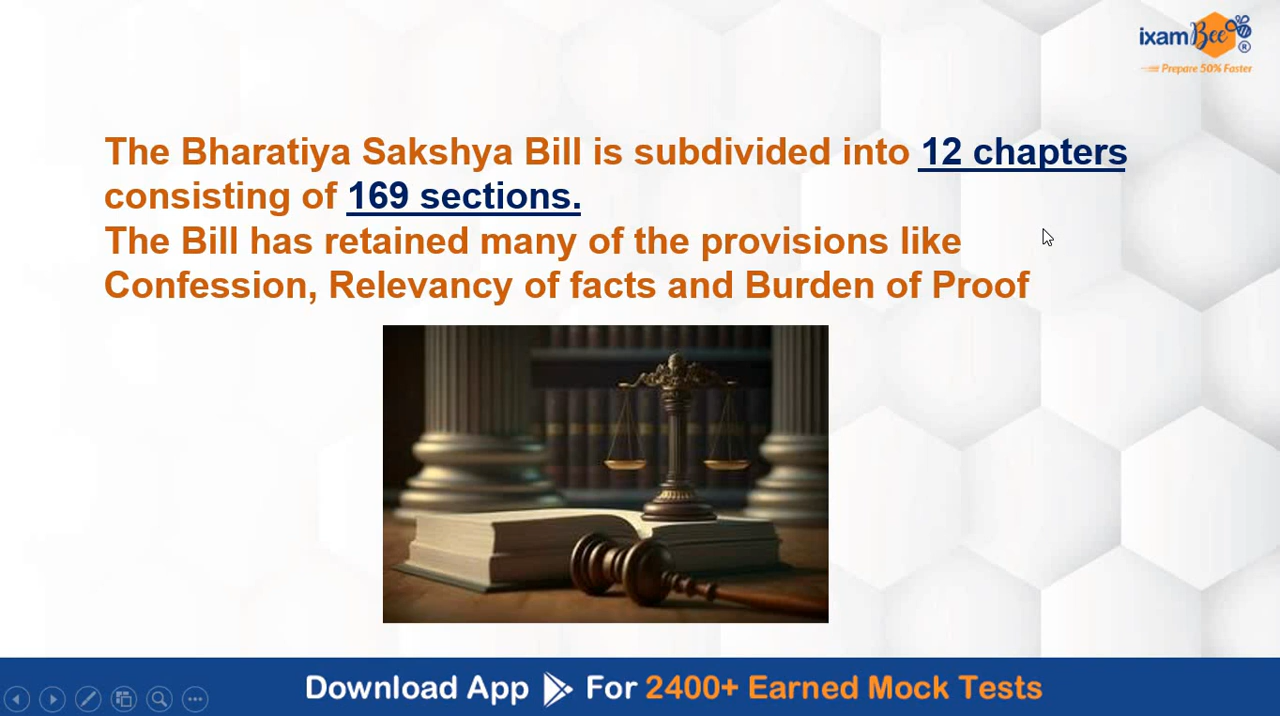 ixamBee
Prepare 50% Faster
The Bharatiya Sakshya Bill is subdivided into 12 chapters
consisting of 169 sections.
The Bill has retained many of the provisions like
Confession, Relevancy of facts and Burden of Proof
Download App For 2400+ Earned Mock Tests